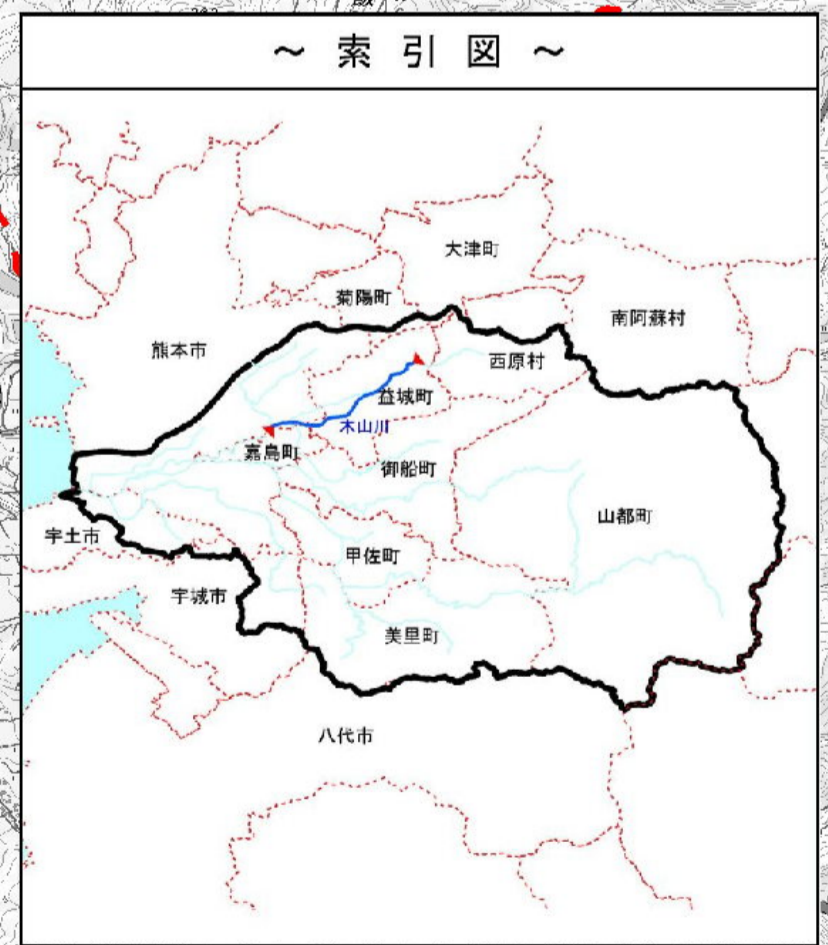 ～ 索 引 図 ～
大津町
菊陽町
南阿蘇村
熊本市
西原村
益城町
木山川
嘉島町
御船町
山都町
宇土市
甲佐町
宇城市
美里町
八代市